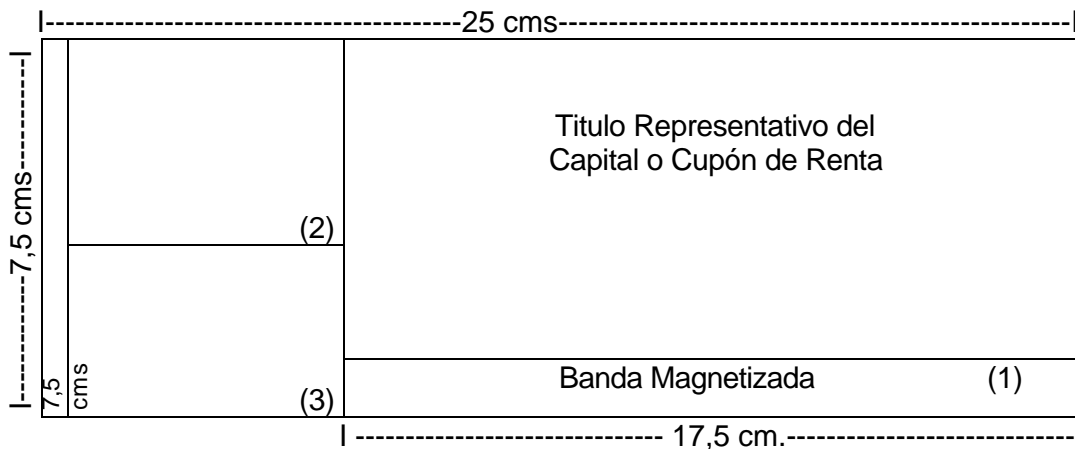 I------------------------------------------25 cms----------------------------------------------------I
Titulo Representativo del
Capital o Cupón de Renta
I-------7,5 cms------------I
(2)
7,5
cms
(3)
Banda Magnetizada (1)
I ------------------------------- 17,5 cm.-----------------------------